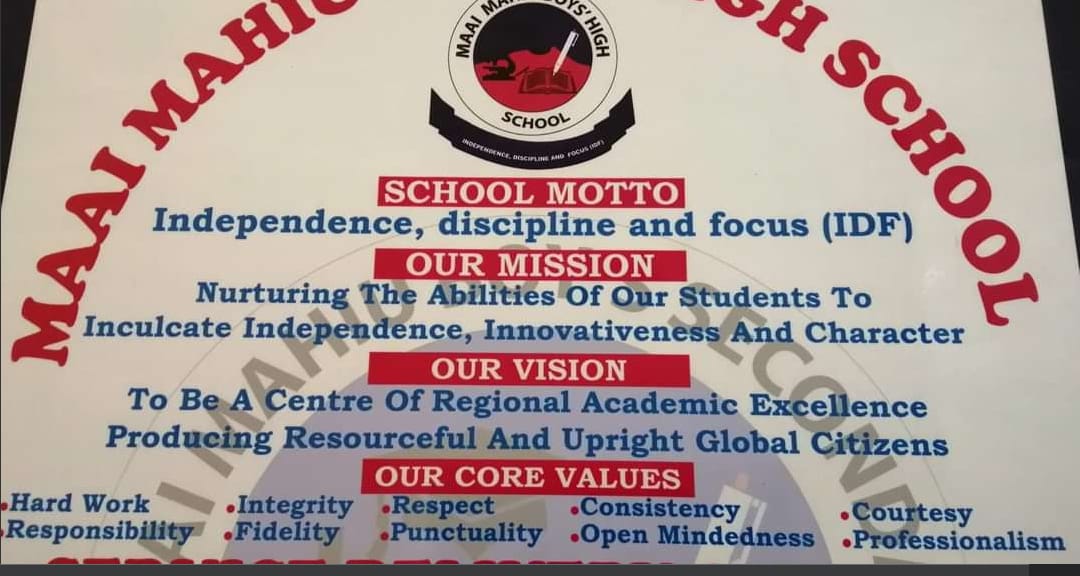 MAAI MAHIU
HIGH SCHOOL
MAAI MAHIU BOYS' HIGH
SCHOOL
INDEPENDENCE, DISCIPLINE AND FOCUS (IDF)
SCHOOL MOTTO
Independence, discipline and focus (IDF)
OUR MISSION
Nurturing The Abilities Of Our Students To
Inculcate Independence, Innovativeness And Character
OUR VISION
To Be A Centre Of Regional Academic Excellence
Producing Resourceful And Upright Global Citizens
OUR CORE VALUES
•Hard Work •Integrity •Respect •Consistency •Courtesy
•Responsibility •Fidelity •Punctuality •Open Mindedness •Professionalism